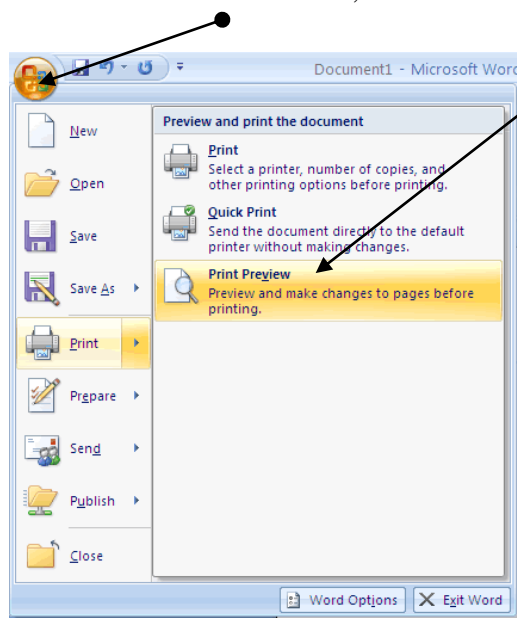 Document1 - Microsoft Word
New
Open
Save
Save As
Print
Prepare
Send
Publish
Close
Preview and print the document
Print
Select a printer, number of copies, and
other printing options before printing.
Quick Print
Send the document directly to the default
printer without making changes.
Print Preview
Preview and make changes to pages before
printing.
Word Options
Exit Word